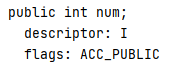 public int num;
  descriptor: I
  flags: ACC_PUBLIC